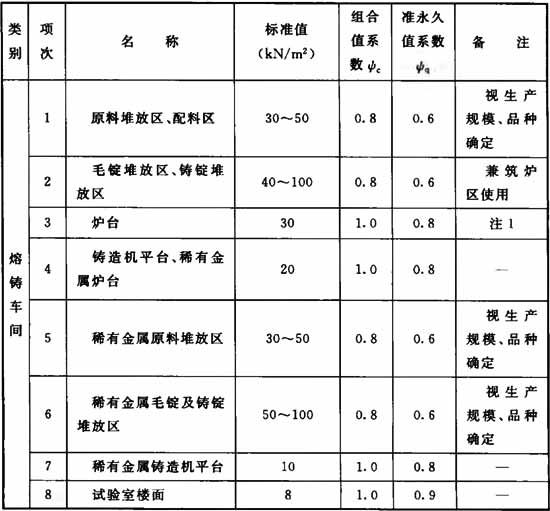 类别 项次 名 称 标准值(kN/m²) 组合值系数ψc 准永久值系数ψq 备 注
熔铸车间
1 原料堆放区、配料区 30～50 0.8 0.6 视生产规模、品种确定
2 毛锭堆放区、铸锭堆放区 40～100 0.8 0.6 兼筑炉区使用
3 炉台 30 1.0 0.8 注1
4 铸造机平台、稀有金属炉台 20 1.0 0.8 —
5 稀有金属原料堆放区 30～50 0.8 0.6 视生产规模、品种确定
6 稀有金属毛锭及铸锭堆放区 50～100 0.8 0.6 视生产规模、品种确定
7 稀有金属铸造机平台 10 1.0 0.8 —
8 试验室楼面 8 1.0 0.9 —